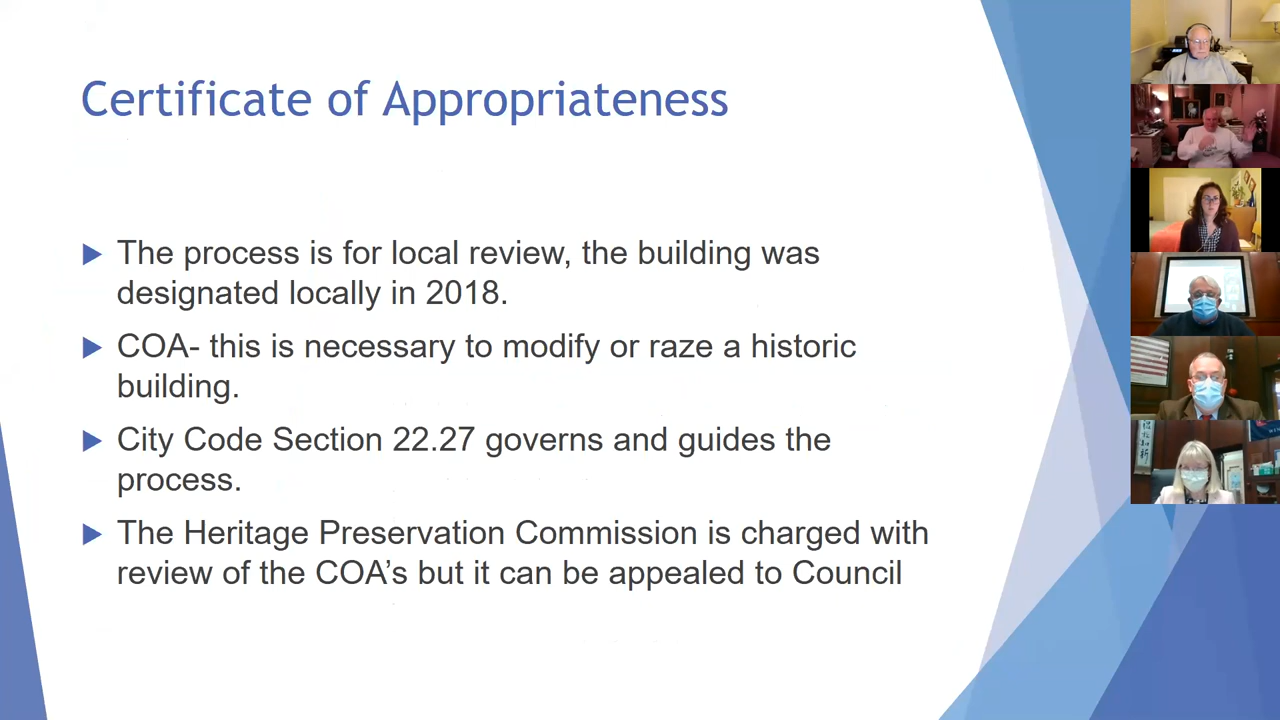 Certificate of Appropriateness
▶ The process is for local review, the building was
designated locally in 2018.
▶ COA- this is necessary to modify or raze a historic
building.
▶ City Code Section 22.27 governs and guides the
process.
▶ The Heritage Preservation Commission is charged with
review of the COA’s but it can be appealed to Council